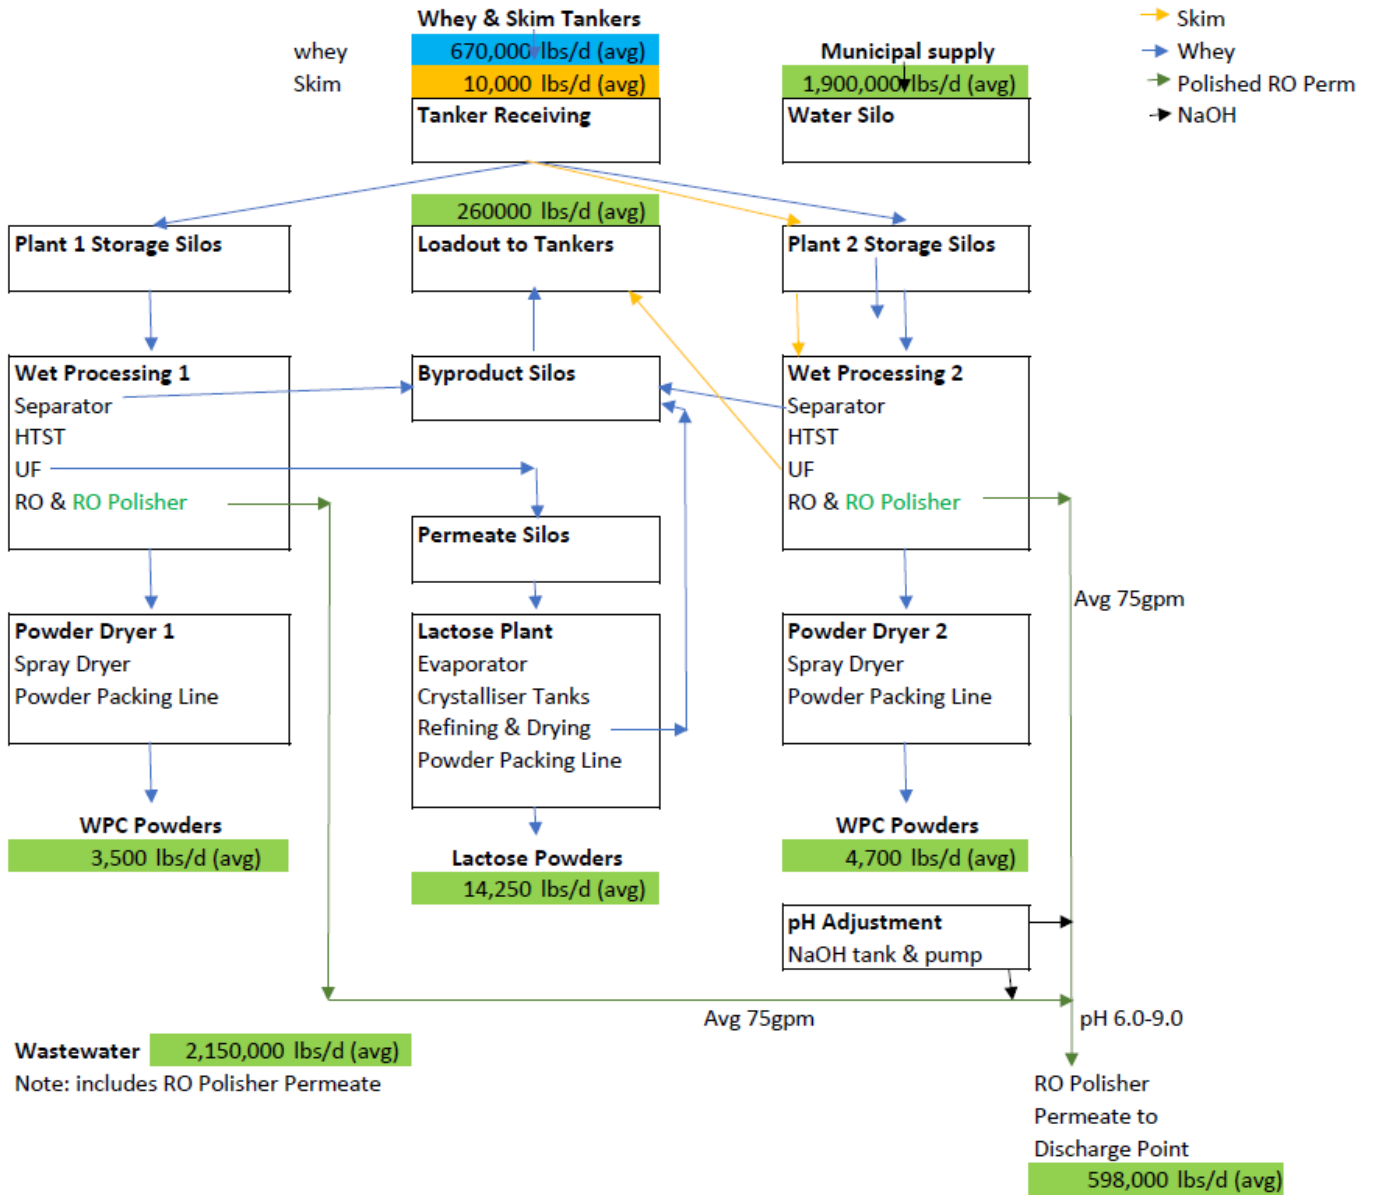 Whey & Skim Tankers
whey 670,000 lbs/d (avg)
Skim 10,000 lbs/d (avg)
Tanker Receiving
Municipal supply
1,900,000 lbs/d (avg)
Water Silo
Skim
Whey
Polished RO Perm
NaOH
Plant 1 Storage Silos
260000 lbs/d (avg)
Loadout to Tankers
Plant 2 Storage Silos
Wet Processing 1
Separator
HTST
UF
RO & RO Polisher
Byproduct Silos
Wet Processing 2
Separator
HTST
UF
RO & RO Polisher
Permeate Silos
Avg 75gpm
Powder Dryer 1
Spray Dryer
Powder Packing Line
Lactose Plant
Evaporator
Crystalliser Tanks
Refining & Drying
Powder Packing Line
Powder Dryer 2
Spray Dryer
Powder Packing Line
WPC Powders
3,500 lbs/d (avg)
Lactose Powders
14,250 lbs/d (avg)
WPC Powders
4,700 lbs/d (avg)
pH Adjustment
NaOH tank & pump
Avg 75gpm
pH 6.0-9.0
Wastewater 2,150,000 lbs/d (avg)
Note: includes RO Polisher Permeate
RO Polisher
Permeate to
Discharge Point
598,000 lbs/d (avg)